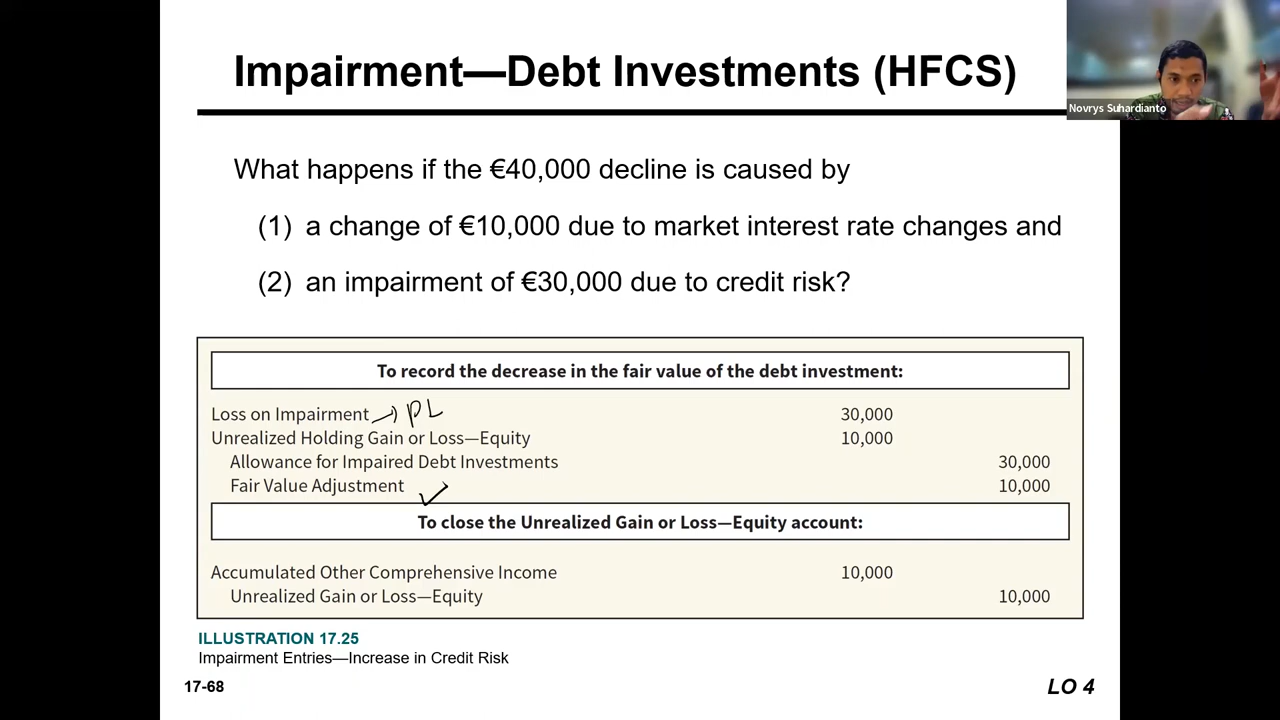 Impairment—Debt Investments (HFCS)
Novrys Suhardianto
What happens if the €40,000 decline is caused by
(1) a change of €10,000 due to market interest rate changes and
(2) an impairment of €30,000 due to credit risk?
To record the decrease in the fair value of the debt investment:
Loss on Impairment → PL 30,000
Unrealized Holding Gain or Loss—Equity 10,000
Allowance for Impaired Debt Investments 30,000
Fair Value Adjustment ✓ 10,000
To close the Unrealized Gain or Loss—Equity account:
Accumulated Other Comprehensive Income 10,000
Unrealized Gain or Loss—Equity 10,000
ILLUSTRATION 17.25
Impairment Entries—Increase in Credit Risk
17-68 LO 4